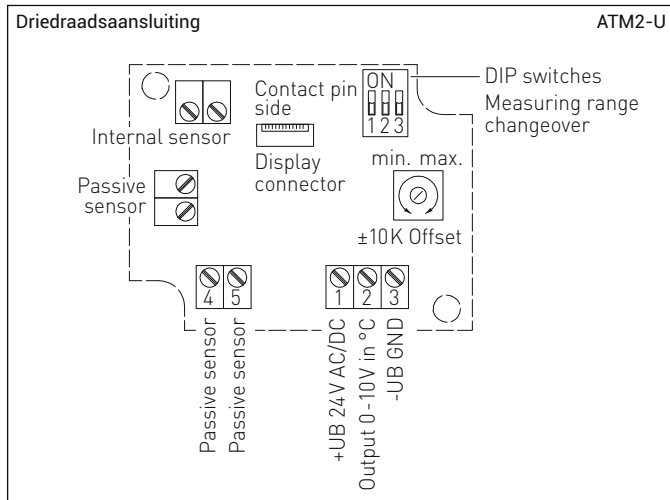 Driedraadsaansluiting
ATM2-U
ON
1 2 3
DIP switches
Measuring range
changeover
Contact pin
side
Internal sensor
Display
connector
min. max.
±10K Offset
Passive
sensor
4 5
1 2 3
Passive sensor
Passive sensor
+UB 24V AC/DC
Output 0-10V in °C
-UB GND